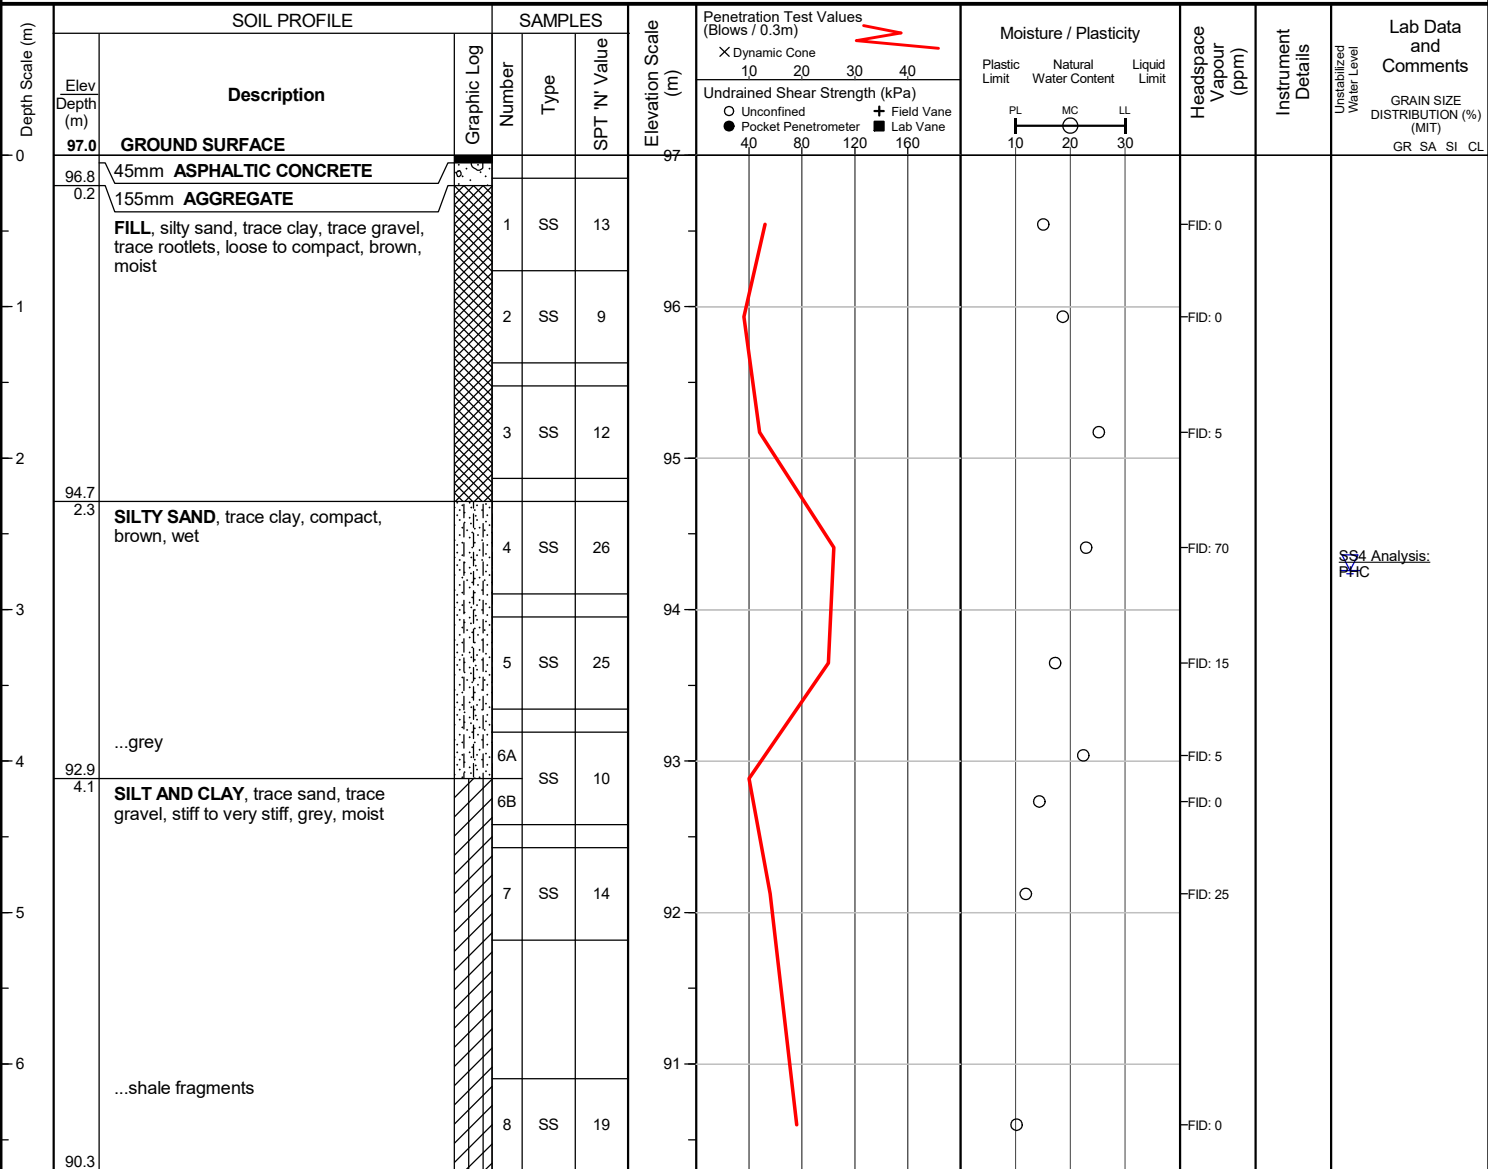 SOIL PROFILE
SAMPLES
Depth Scale (m)
Elev
Depth
(m)
Description
Graphic Log
Number
Type
SPT 'N' Value
Elevation Scale
(m)
Penetration Test Values
(Blows / 0.3m)
Dynamic Cone
10 20 30 40
Undrained Shear Strength (kPa)
Unconfined Field Vane
Pocket Penetrometer Lab Vane
40 80 120 160
Moisture / Plasticity
Plastic Natural Liquid
Limit Water Content Limit
PL MC LL
10 20 30
Headspace
Vapour
(ppm)
Instrument
Details
Unstabilized
Water Level
Lab Data
and
Comments
GRAIN SIZE
DISTRIBUTION (%)
(MIT)
GR SA SI CL
97.0 GROUND SURFACE
0 97
45mm ASPHALTIC CONCRETE
96.8
0.2 155mm AGGREGATE
FILL, silty sand, trace clay, trace gravel,
trace rootlets, loose to compact, brown,
moist
1 SS 13 FID: 0
1 96
2 SS 9 FID: 0
3 SS 12 FID: 5
2 95
94.7
2.3
SILTY SAND, trace clay, compact,
brown, wet
4 SS 26 FID: 70
SS4 Analysis:
PHC
3 94
5 SS 25 FID: 15
...grey
6A FID: 5
4 93
92.9
SS 10
4.1
SILT AND CLAY, trace sand, trace
gravel, stiff to very stiff, grey, moist
6B FID: 0
7 SS 14 FID: 25
5 92
6 91
...shale fragments
8 SS 19 FID: 0
90.3